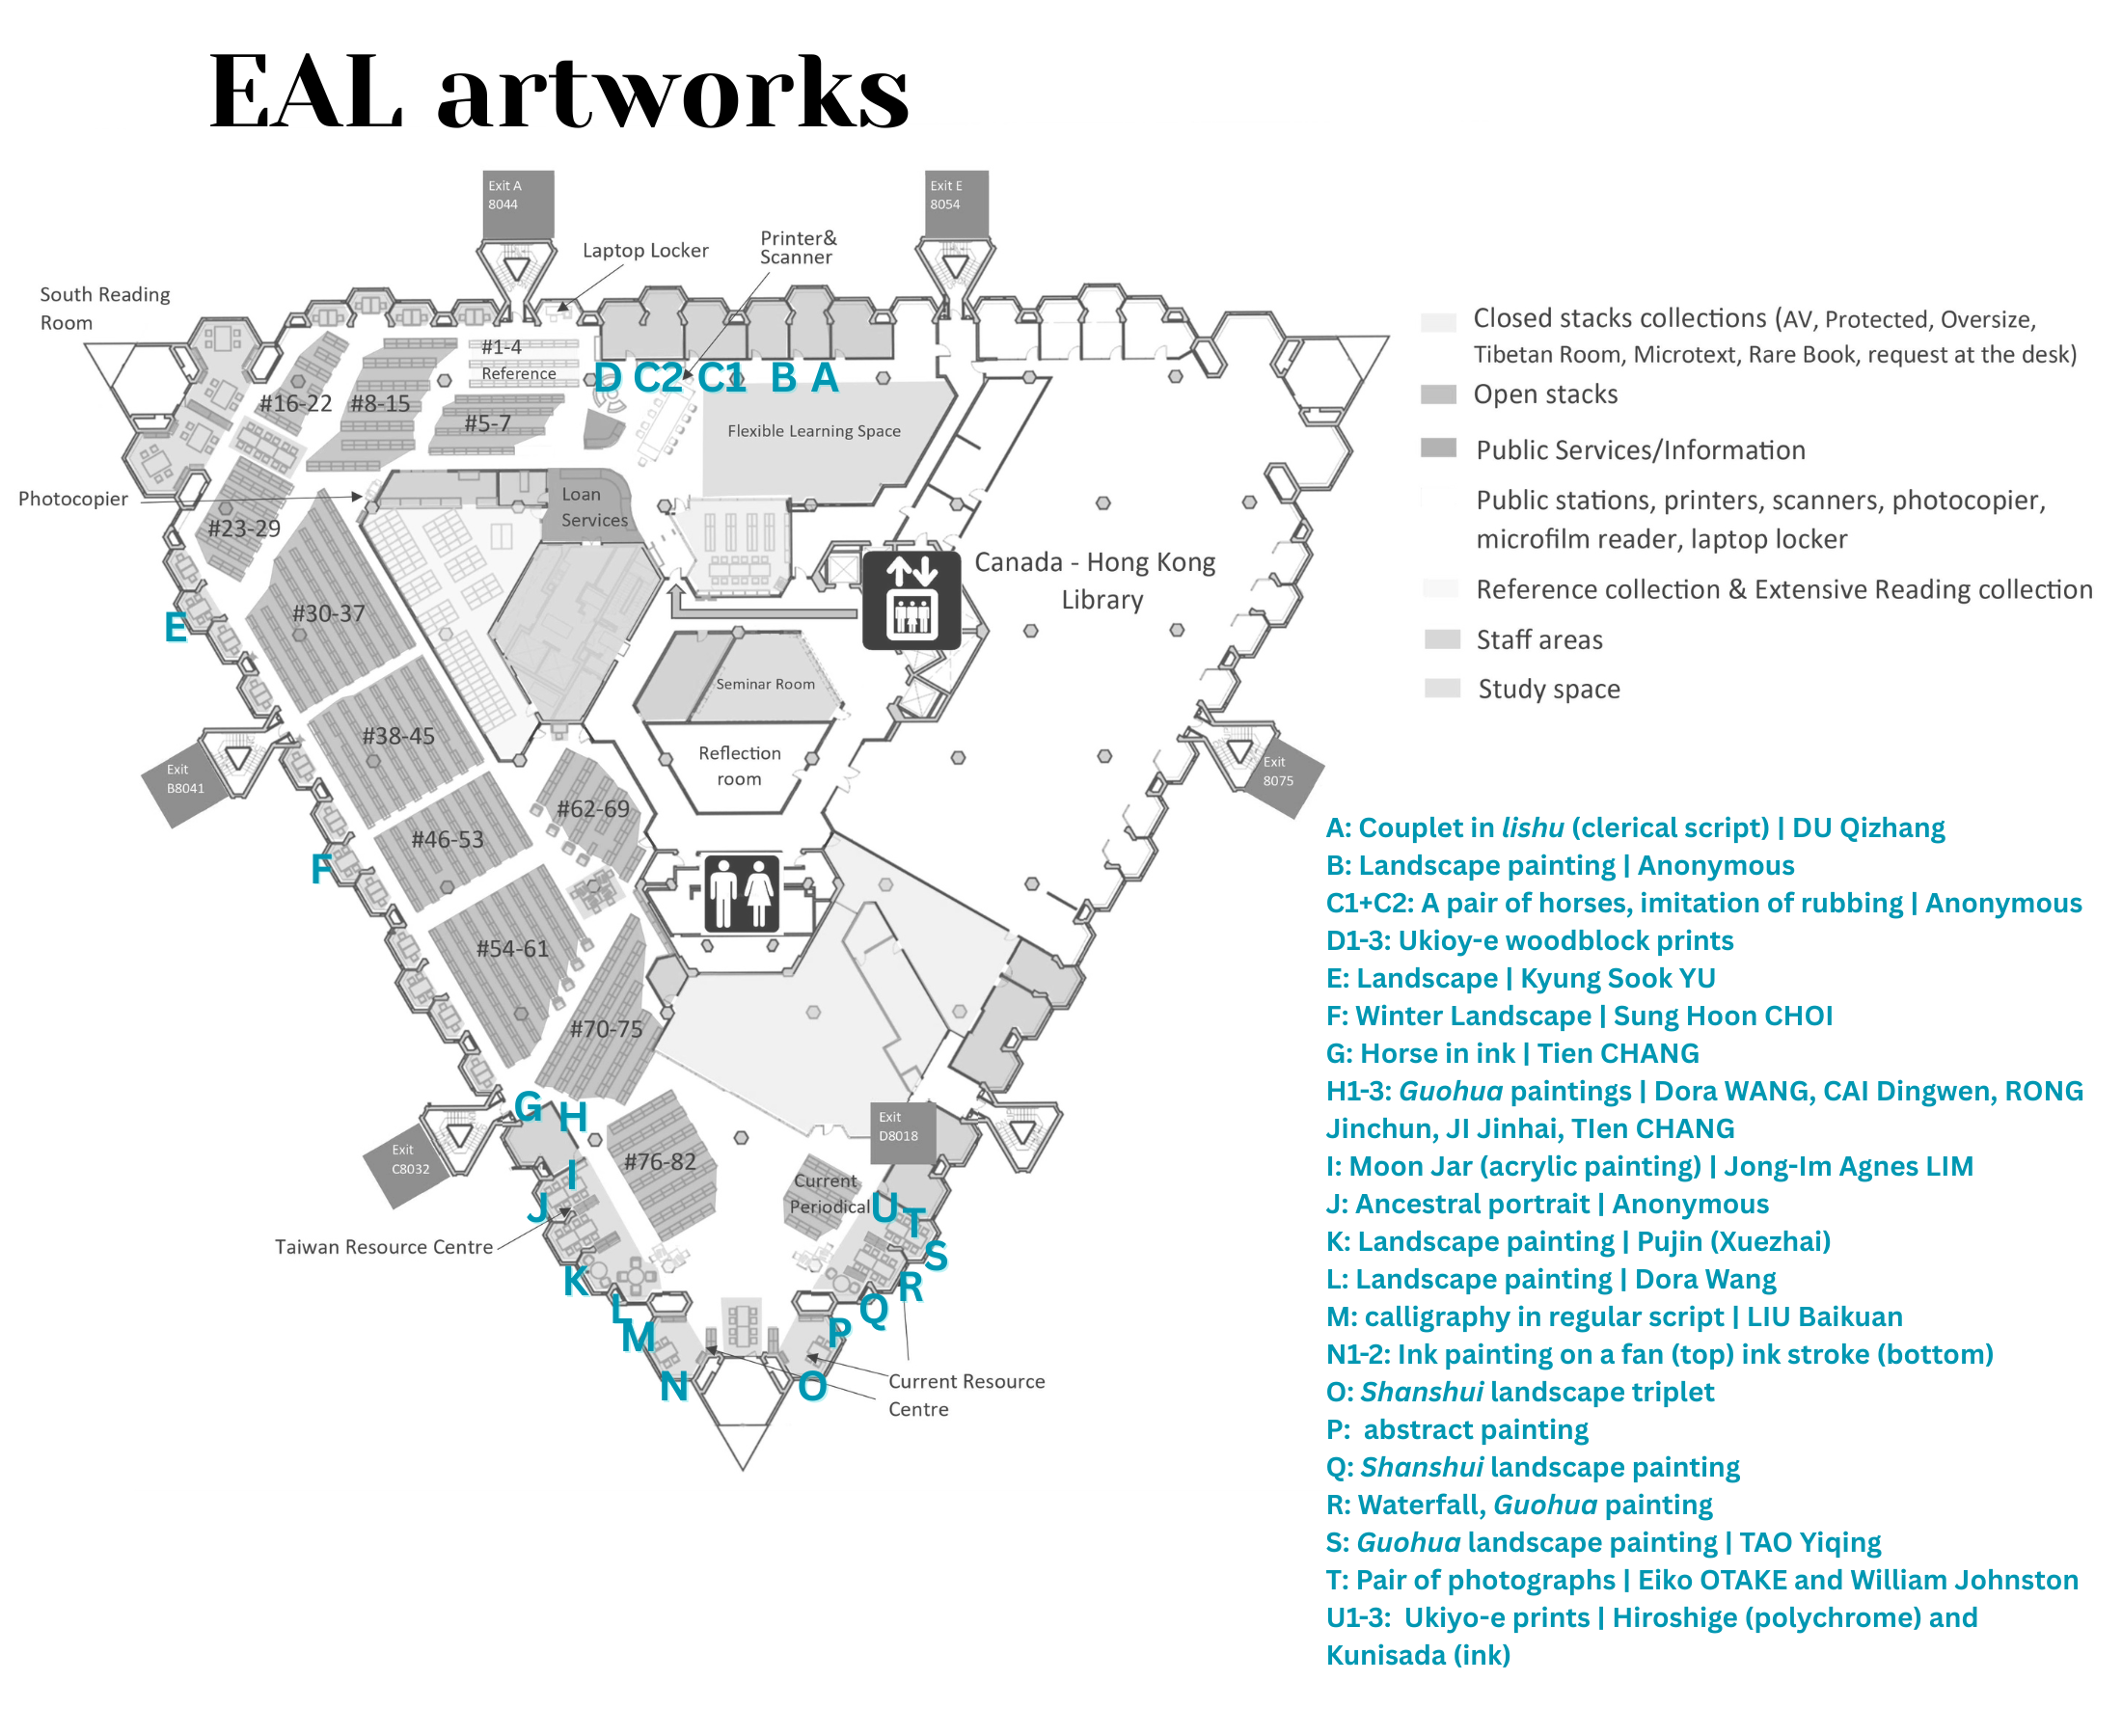 EAL artworks
Exit A
8044
Exit E
8054
Laptop Locker
Printer&
Scanner
South Reading
Room
#1-4
Reference
D C2 C1 B A
#16-22
#8-15
#5-7
Flexible Learning Space
Photocopier
Loan
Services
#23-29
Canada - Hong Kong
Library
E
#30-37
Seminar Room
#38-45
Reflection
room
Exit
B8041
Exit
8075
#62-69
#46-53
F
#54-61
#70-75
G
H
Exit
D8018
Exit
C8032
#76-82
I
Current
Periodical
J
U
T
Taiwan Resource Centre
S
K
R
L
Q
M
P
N
O
Current Resource
Centre
Closed stacks collections (AV, Protected, Oversize,
Tibetan Room, Microtext, Rare Book, request at the desk)
Open stacks
Public Services/Information
Public stations, printers, scanners, photocopier,
microfilm reader, laptop locker
Reference collection & Extensive Reading collection
Staff areas
Study space
A: Couplet in lishu (clerical script) | DU Qizhang
B: Landscape painting | Anonymous
C1+C2: A pair of horses, imitation of rubbing | Anonymous
D1-3: Ukioy-e woodblock prints
E: Landscape | Kyung Sook YU
F: Winter Landscape | Sung Hoon CHOI
G: Horse in ink | Tien CHANG
H1-3: Guohua paintings | Dora WANG, CAI Dingwen, RONG
Jinchun, JI Jinhai, TIen CHANG
I: Moon Jar (acrylic painting) | Jong-Im Agnes LIM
J: Ancestral portrait | Anonymous
K: Landscape painting | Pujin (Xuezhai)
L: Landscape painting | Dora Wang
M: calligraphy in regular script | LIU Baikuan
N1-2: Ink painting on a fan (top) ink stroke (bottom)
O: Shanshui landscape triplet
P: abstract painting
Q: Shanshui landscape painting
R: Waterfall, Guohua painting
S: Guohua landscape painting | TAO Yiqing
T: Pair of photographs | Eiko OTAKE and William Johnston
U1-3: Ukiyo-e prints | Hiroshige (polychrome) and
Kunisada (ink)